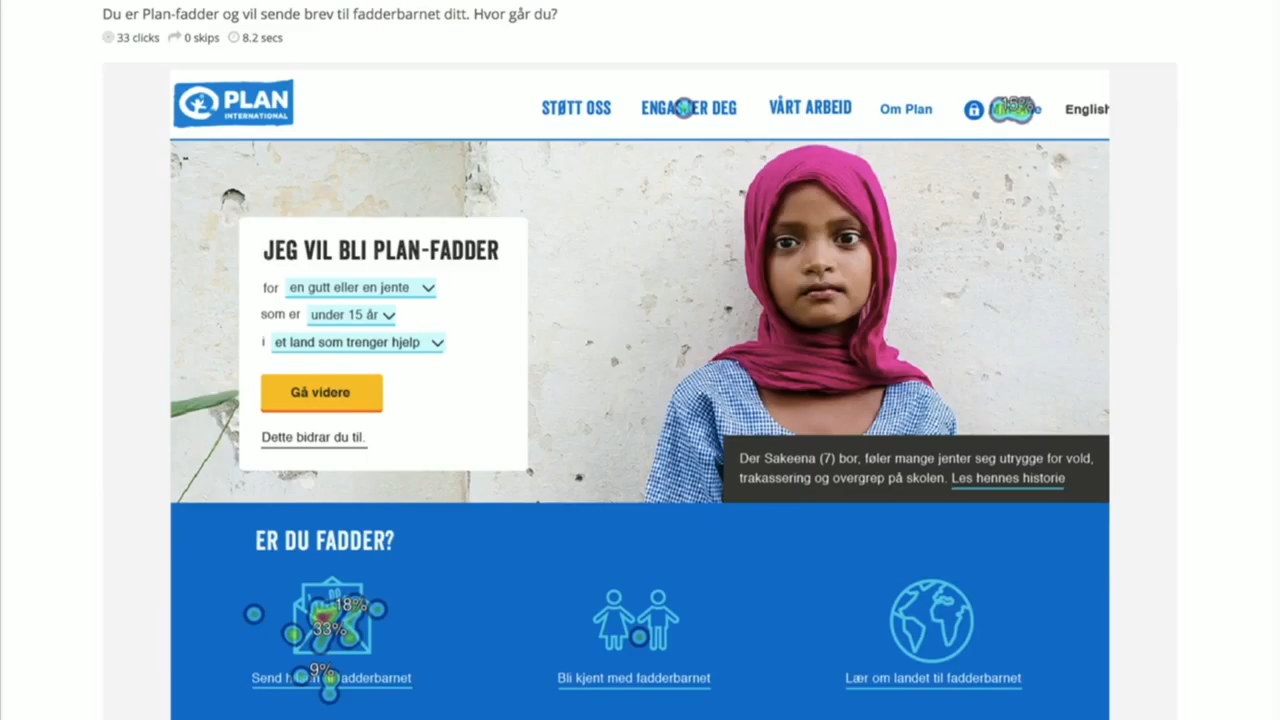 Du er Plan-fadder og vil sende brev til fadderbarnet ditt. Hvor går du?
33 clicks 0 skips 8.2 secs
PLAN
INTERNATIONAL
STØTT OSS
VÅRT ARBEID
Om Plan
15%
English
JEG VIL BLI PLAN-FADDER
for en gutt eller en jente
som er under 15 år
i et land som trenger hjelp
Gå videre
Dette bidrar du til.
Der Sakeena (7) bor, føler mange jenter seg utrygge for vold,
trakassering og overgrep på skolen. Les hennes historie
ER DU FADDER?
18%
33%
9%
Send fadderbarnet
Bli kjent med fadderbarnet
Lær om landet til fadderbarnet